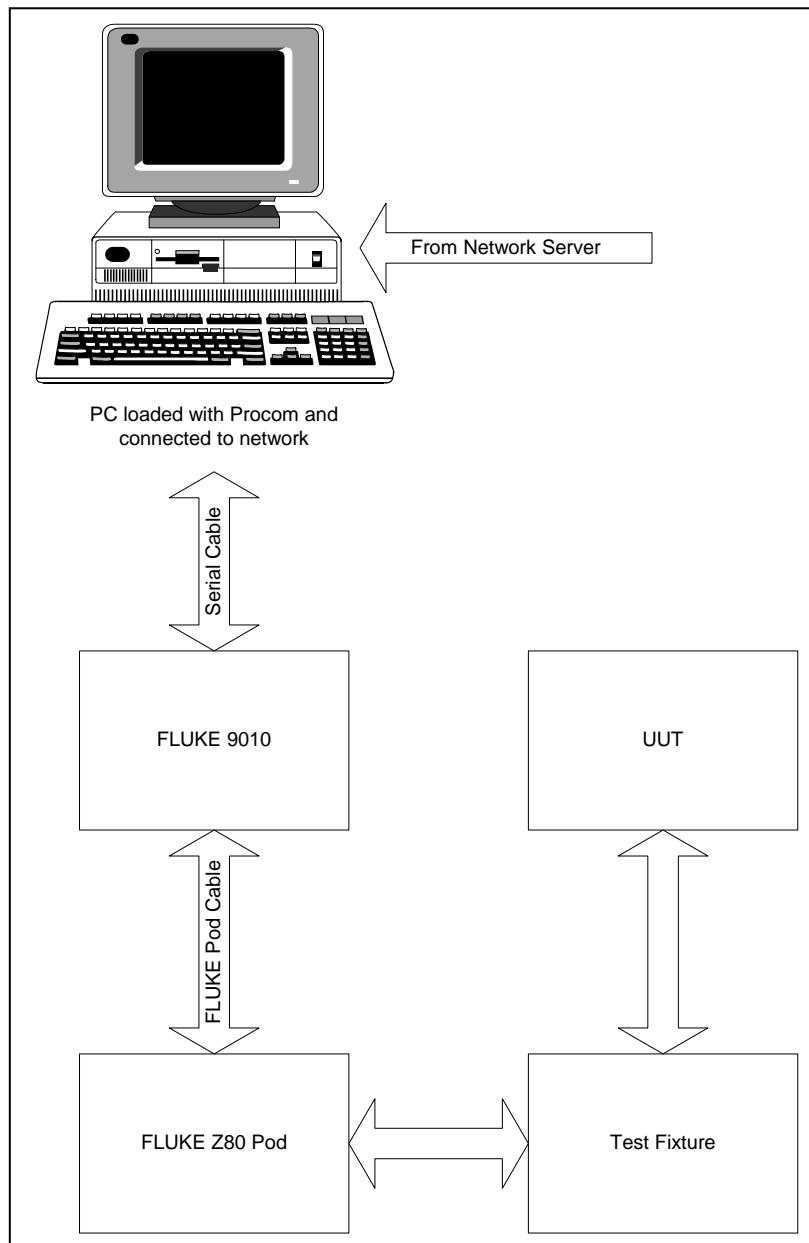 From Network Server
PC loaded with Procom and
connected to network
Serial Cable
FLUKE 9010
UUT
FLUKE Pod Cable
FLUKE Z80 Pod
Test Fixture